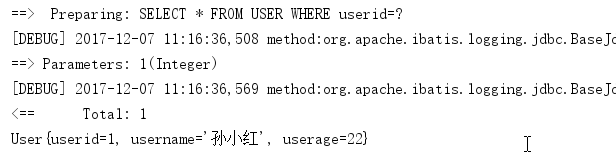 ==>  Preparing: SELECT * FROM USER WHERE userid=?
[DEBUG] 2017-12-07 11:16:36,508 method:org.apache.ibatis.logging.jdbc.BaseJo
==> Parameters: 1(Integer)
[DEBUG] 2017-12-07 11:16:36,569 method:org.apache.ibatis.logging.jdbc.BaseJo
<==      Total: 1
User{userid=1, username='孙小红', userage=22}